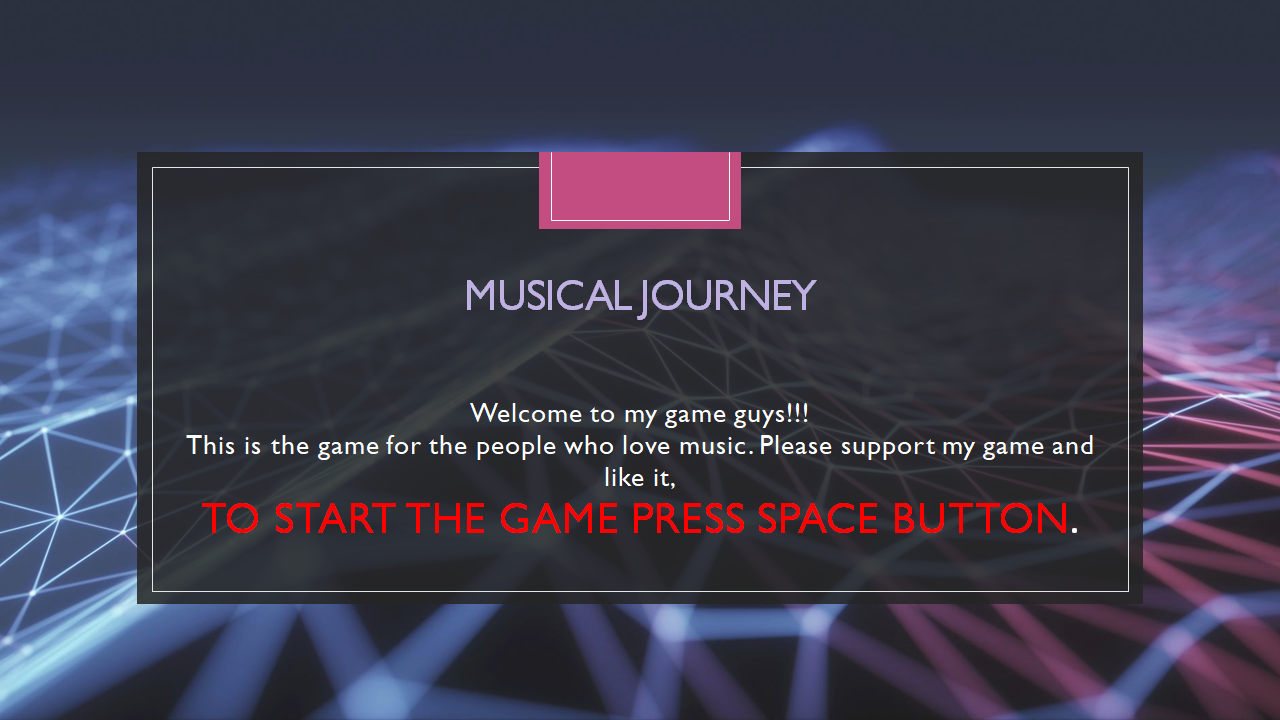 MUSICAL JOURNEY
Welcome to my game guys!!!
This is the game for the people who love music. Please support my game and
like it,
TO START THE GAME PRESS SPACE BUTTON.